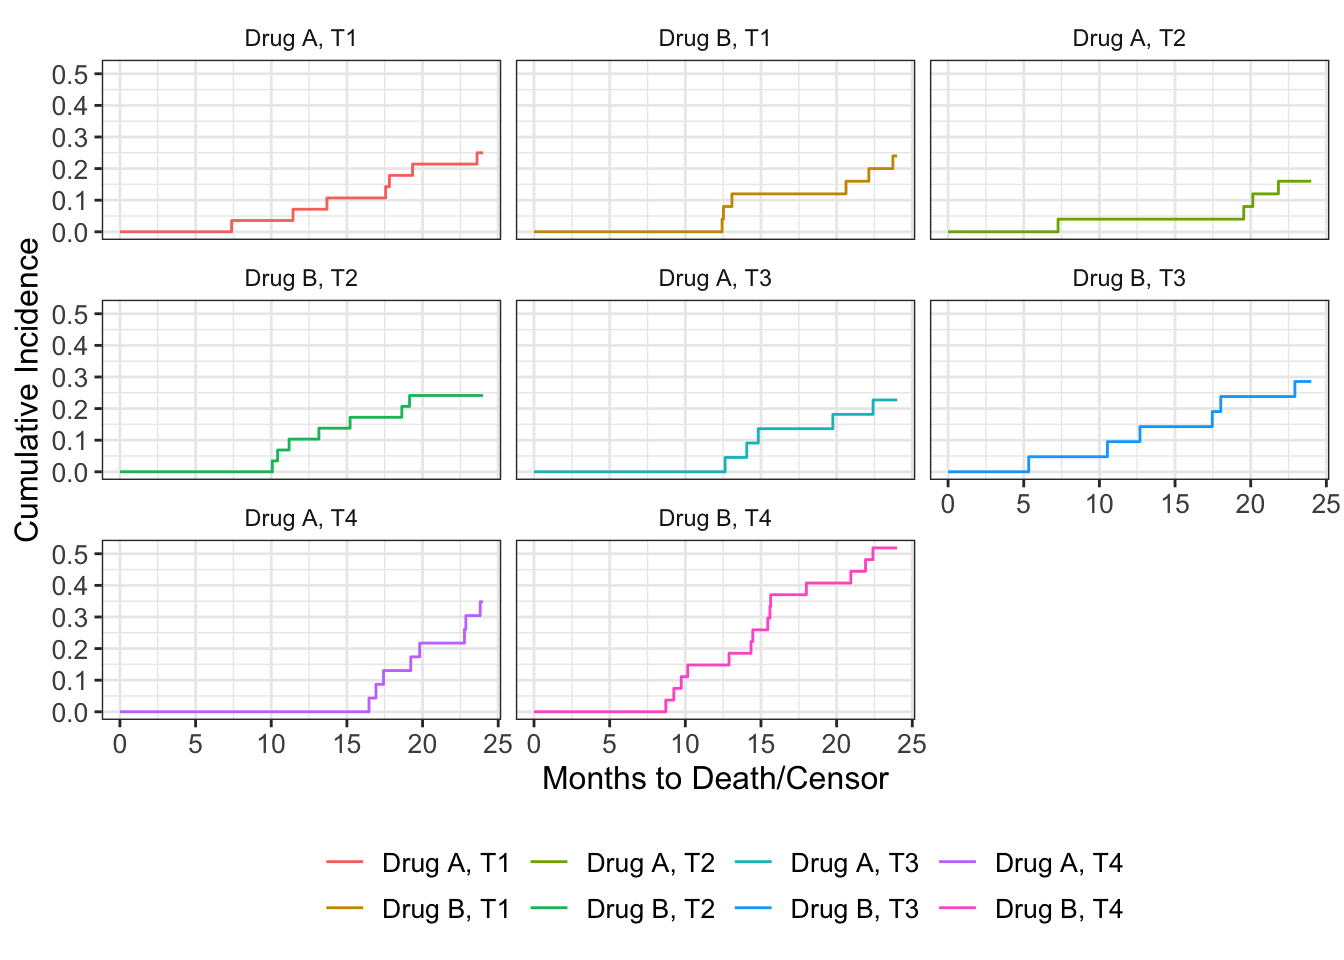 Drug A, T1
Drug B, T1
Drug A, T2
0.5
0.4
0.3
0.2
0.1
0.0
Drug B, T2
Drug A, T3
Drug B, T3
0.5
0.4
0.3
0.2
0.1
0.0
0 5 10 15 20 25
Drug A, T4
Drug B, T4
0.5
0.4
0.3
0.2
0.1
0.0
0 5 10 15 20 25
0 5 10 15 20 25
Cumulative Incidence
Months to Death/Censor
Drug A, T1 Drug A, T2 Drug A, T3 Drug A, T4
Drug B, T1 Drug B, T2 Drug B, T3 Drug B, T4